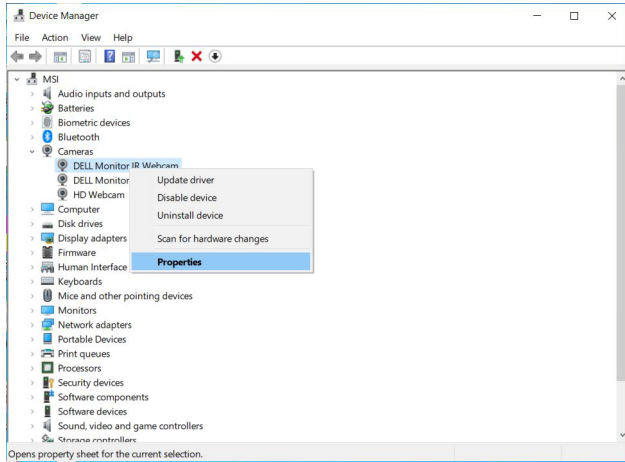 Device Manager
File Action View Help
MSI
Audio inputs and outputs
Batteries
Biometric devices
Bluetooth
Cameras
DELL Monitor IR Webcam
DELL Monitor
HD Webcam
Update driver
Disable device
Uninstall device
Scan for hardware changes
Properties
Computer
Disk drives
Display adapters
Firmware
Human Interface
Keyboards
Mice and other pointing devices
Monitors
Network adapters
Portable Devices
Print queues
Processors
Security devices
Software components
Software devices
Sound, video and game controllers
Storage controllers
Opens property sheet for the current selection.